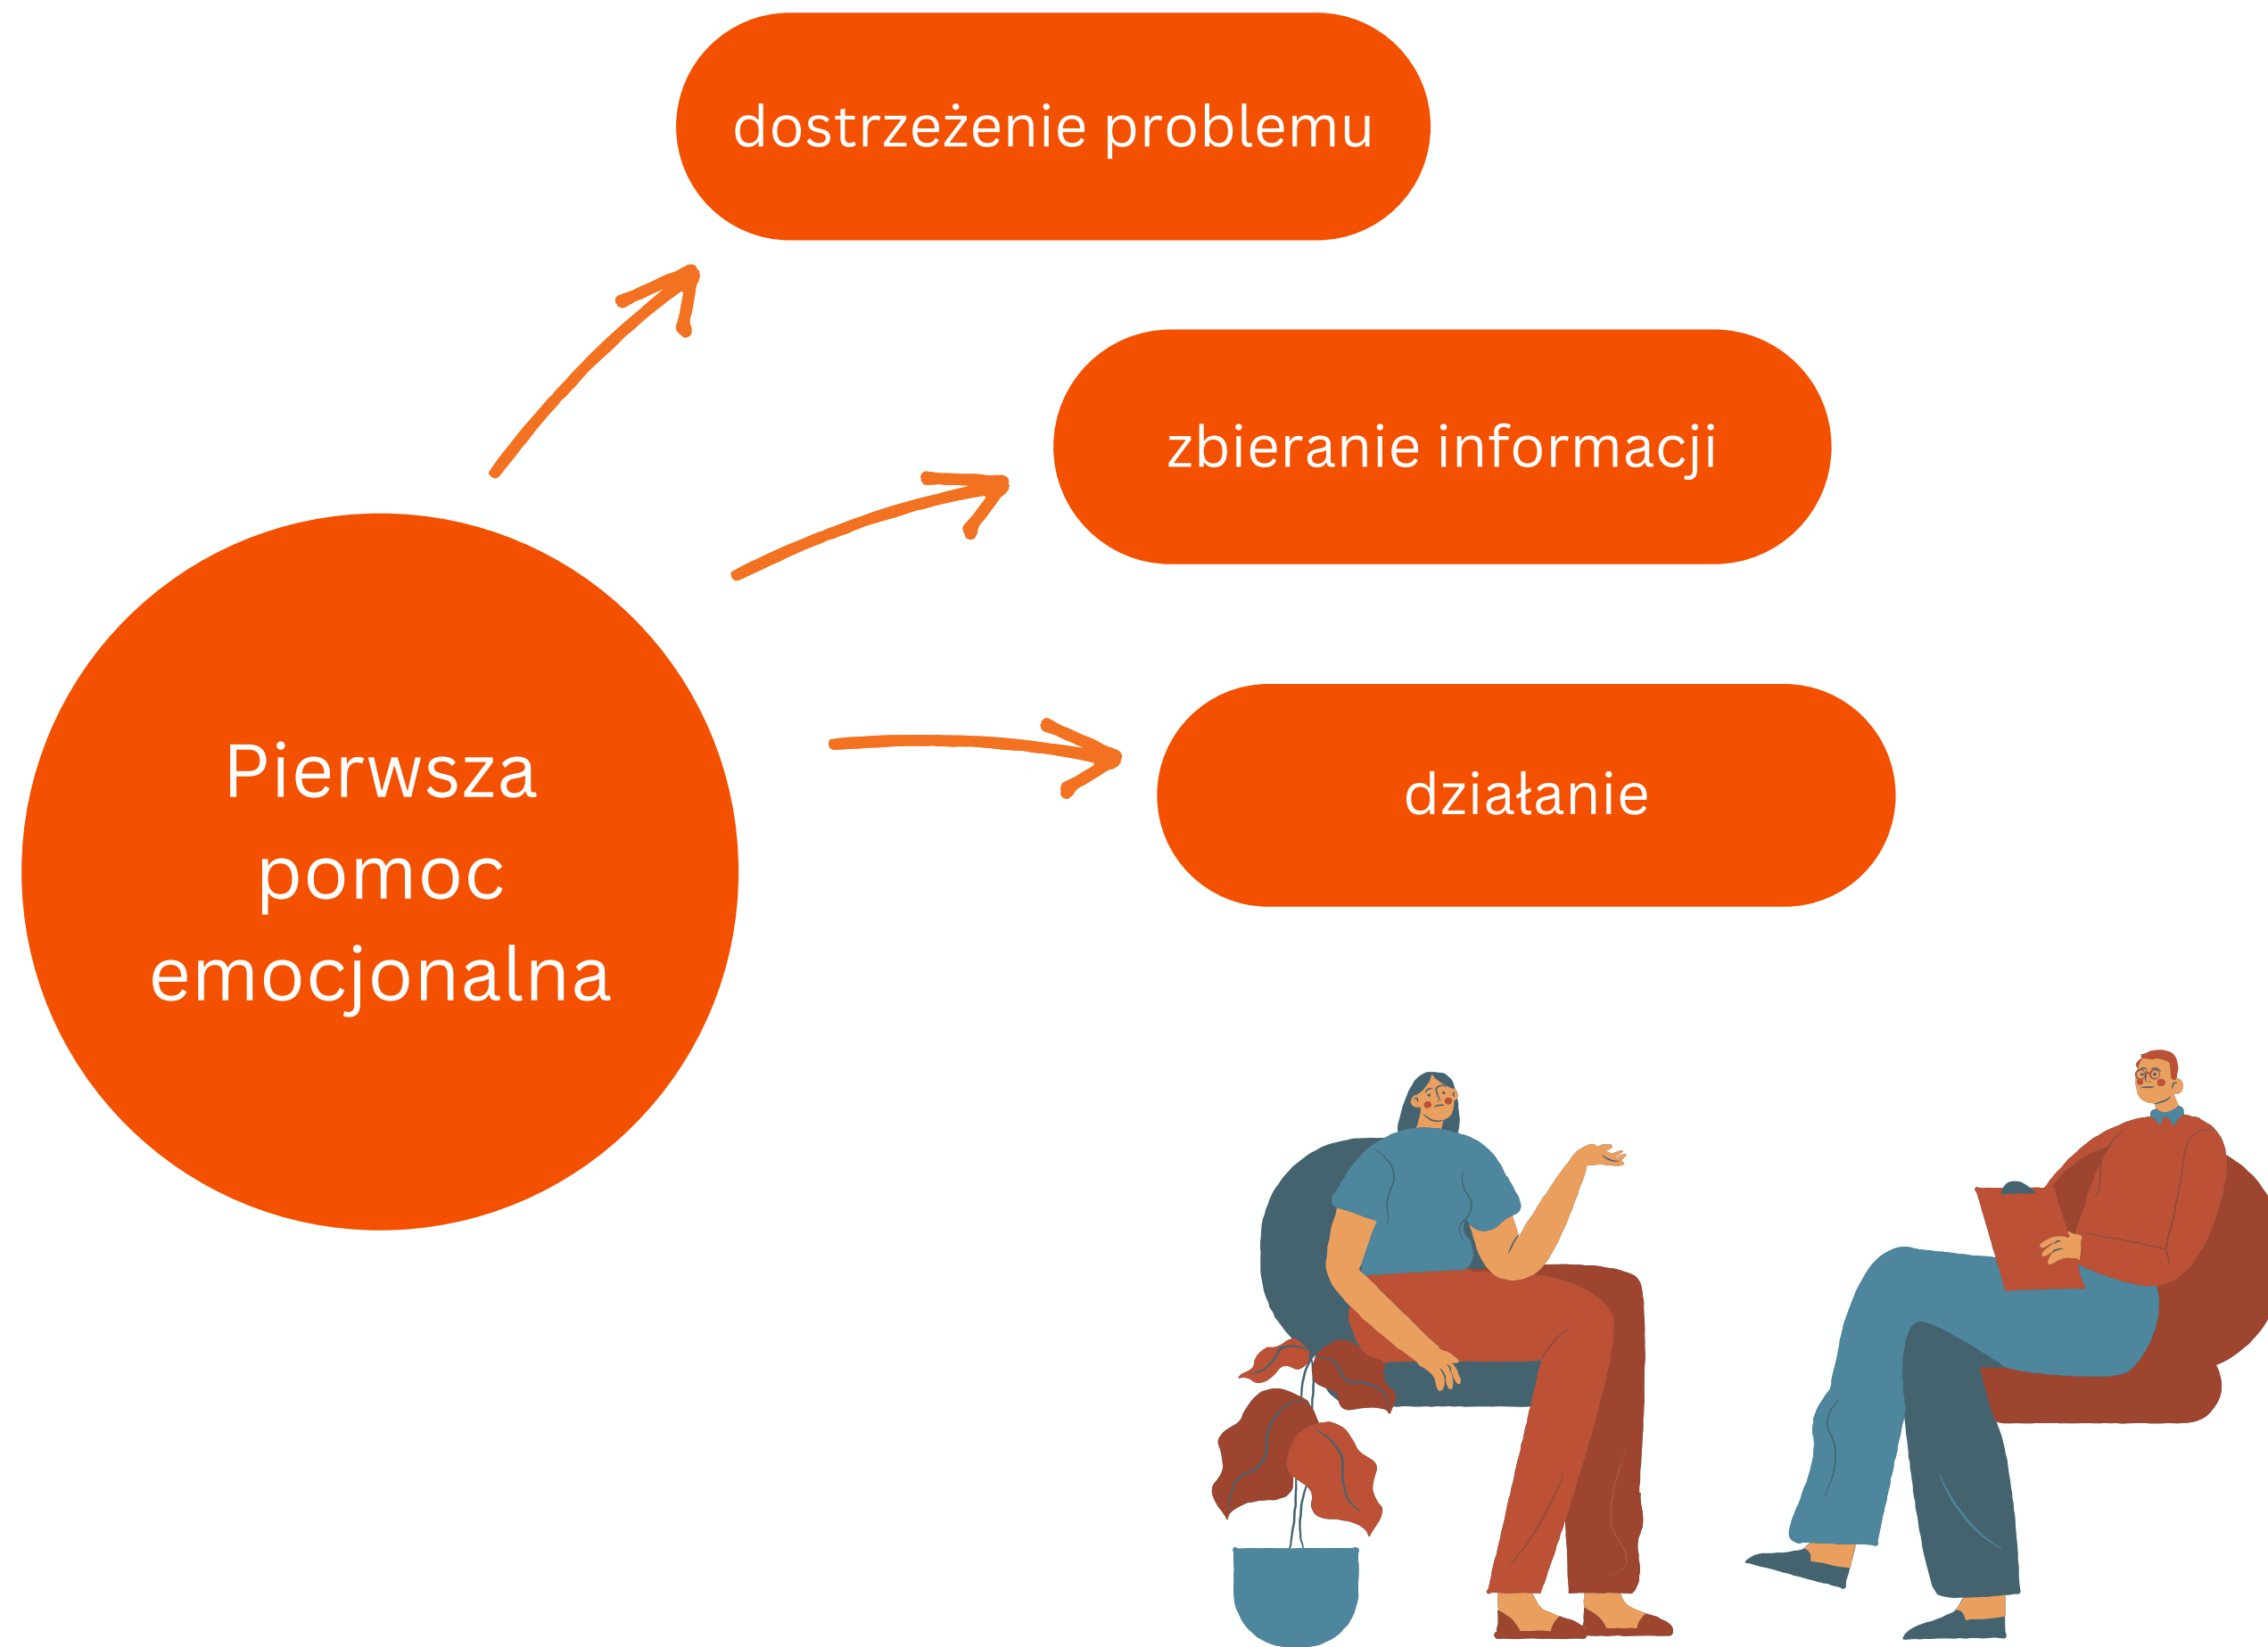 dostrzeżenie problemu
zbieranie informacji
działanie
Pierwsza
pomoc
emocjonalna